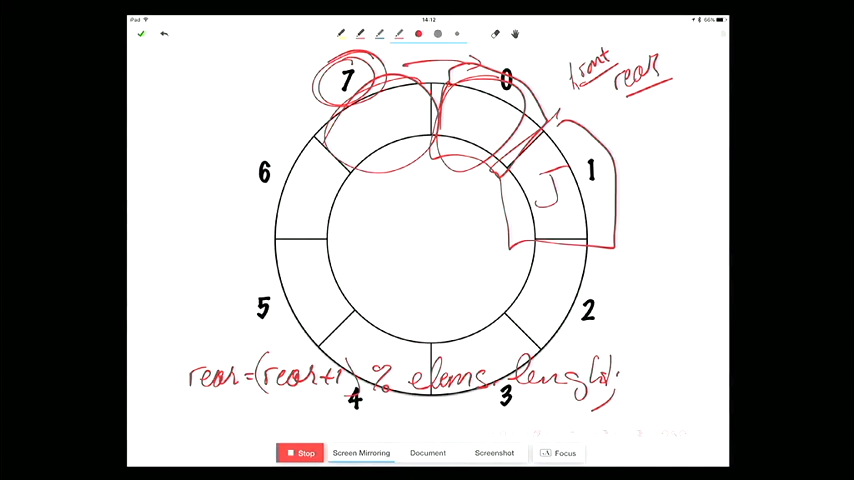 iPad
14:12
66%
7
0
front
rear
6
1
J
5
2
rear=(rear+1) % elems.length;
4
3
Stop
Screen Mirroring
Document
Screenshot
A Focus